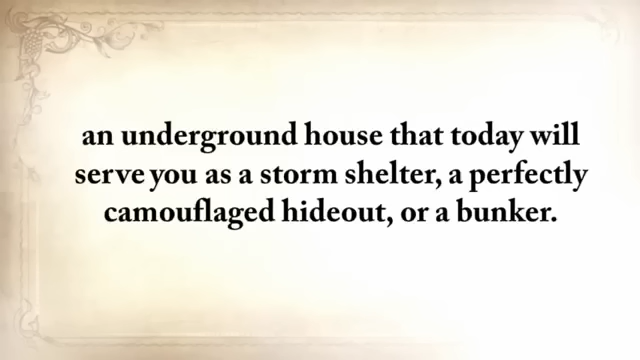 an underground house that today will
serve you as a storm shelter, a perfectly
camouflaged hideout, or a bunker.